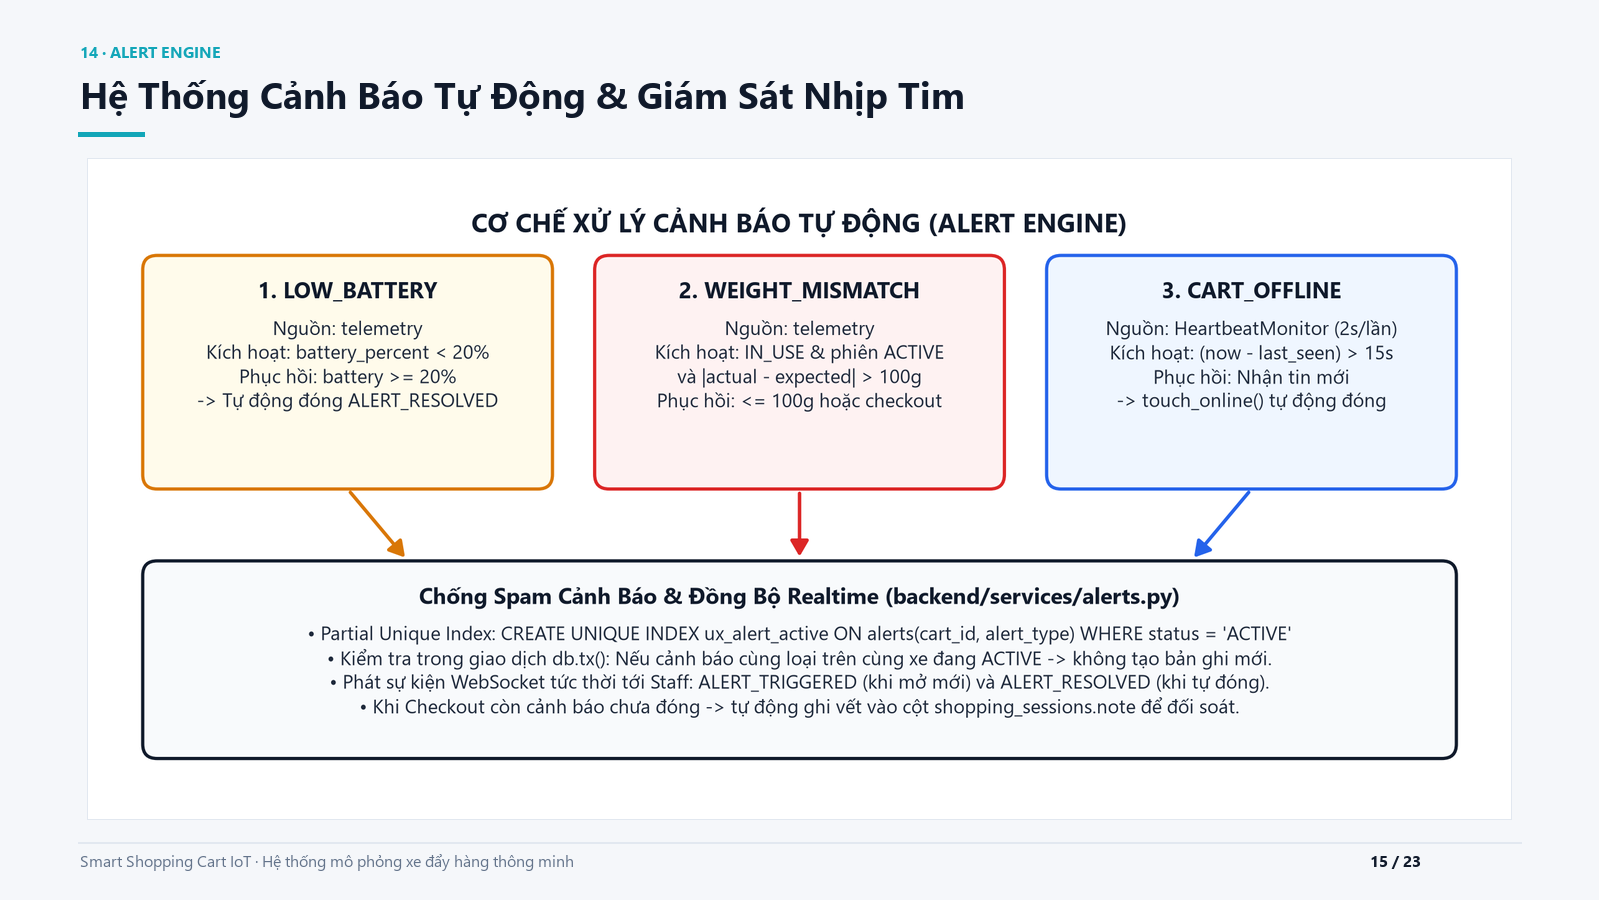 14 · ALERT ENGINE
Hệ Thống Cảnh Báo Tự Động & Giám Sát Nhịp Tim
CƠ CHẾ XỬ LÝ CẢNH BÁO TỰ ĐỘNG (ALERT ENGINE)
1. LOW_BATTERY
Nguồn: telemetry
Kích hoạt: battery_percent < 20%
Phục hồi: battery >= 20%
-> Tự động đóng ALERT_RESOLVED
2. WEIGHT_MISMATCH
Nguồn: telemetry
Kích hoạt: IN_USE & phiên ACTIVE
và |actual - expected| > 100g
Phục hồi: <= 100g hoặc checkout
3. CART_OFFLINE
Nguồn: HeartbeatMonitor (2s/lần)
Kích hoạt: (now - last_seen) > 15s
Phục hồi: Nhận tin mới
-> touch_online() tự động đóng
Chống Spam Cảnh Báo & Đồng Bộ Realtime (backend/services/alerts.py)
• Partial Unique Index: CREATE UNIQUE INDEX ux_alert_active ON alerts(cart_id, alert_type) WHERE status = 'ACTIVE'
• Kiểm tra trong giao dịch db.tx(): Nếu cảnh báo cùng loại trên cùng xe đang ACTIVE -> không tạo bản ghi mới.
• Phát sự kiện WebSocket tức thời tới Staff: ALERT_TRIGGERED (khi mở mới) và ALERT_RESOLVED (khi tự đóng).
• Khi Checkout còn cảnh báo chưa đóng -> tự động ghi vết vào cột shopping_sessions.note để đối soát.
Smart Shopping Cart IoT · Hệ thống mô phỏng xe đẩy hàng thông minh
15 / 23